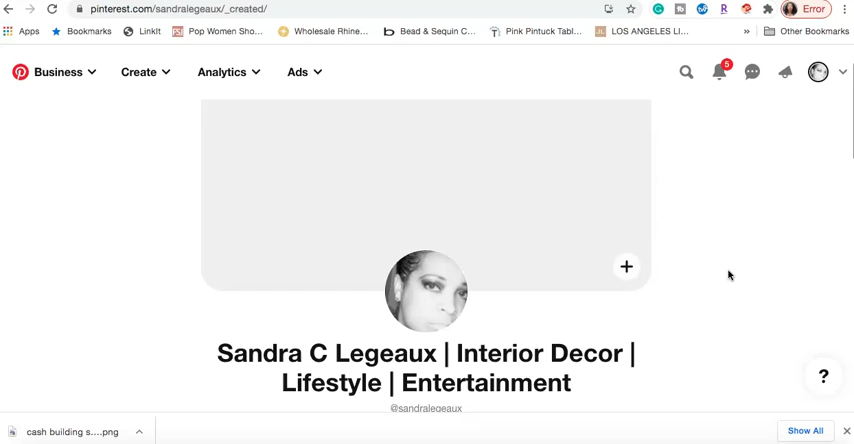 pinterest.com/sandralegeaux/_created/
Error
Apps Bookmarks LinkIt Pop Women Sho... Wholesale Rhine... Bead & Sequin C... Pink Pintuck Tabl... LOS ANGELES LI... » Other Bookmarks
Business Create Analytics Ads 5
+
Sandra C Legeaux | Interior Decor |
Lifestyle | Entertainment
@sandralegeaux
?
cash building s....png Show All